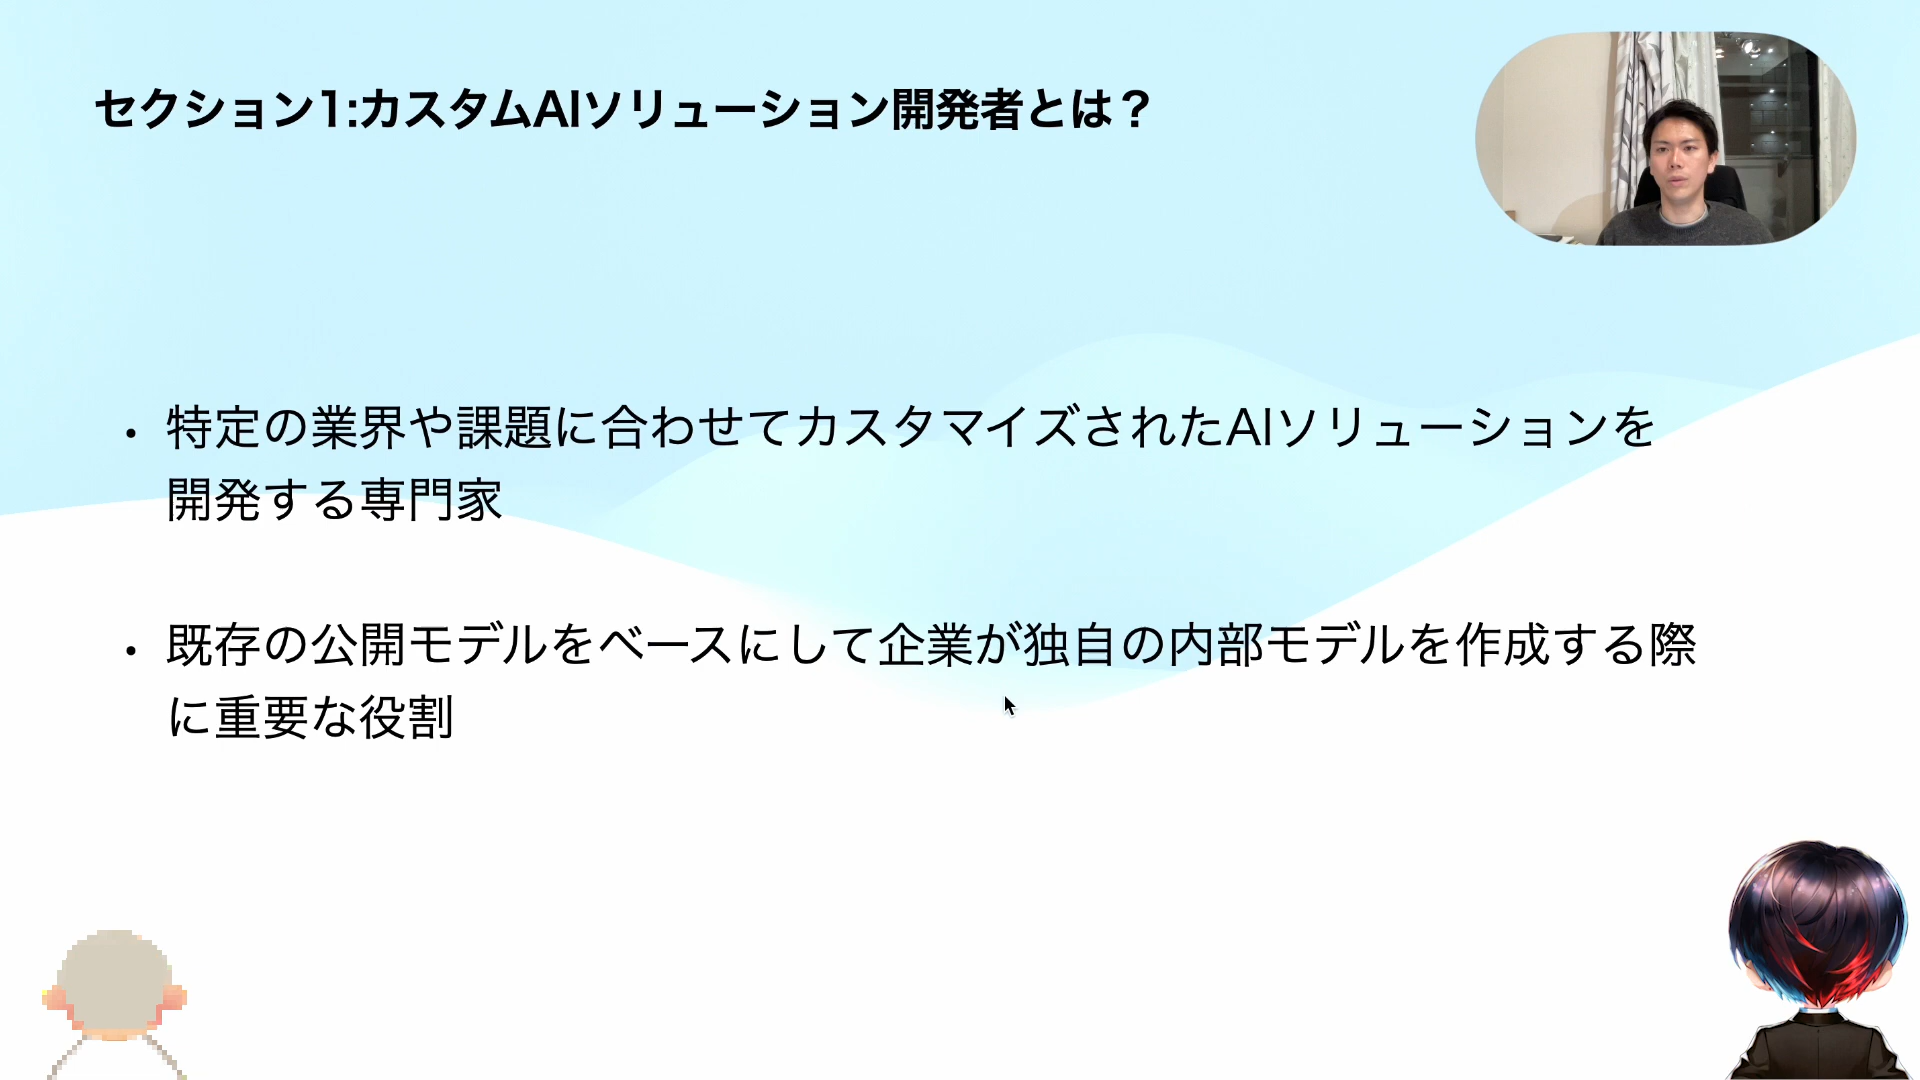 セクション1:カスタムAIソリューション開発者とは？
・特定の業界や課題に合わせてカスタマイズされたAIソリューションを
開発する専門家
・既存の公開モデルをベースにして企業が独自の内部モデルを作成する際
に重要な役割